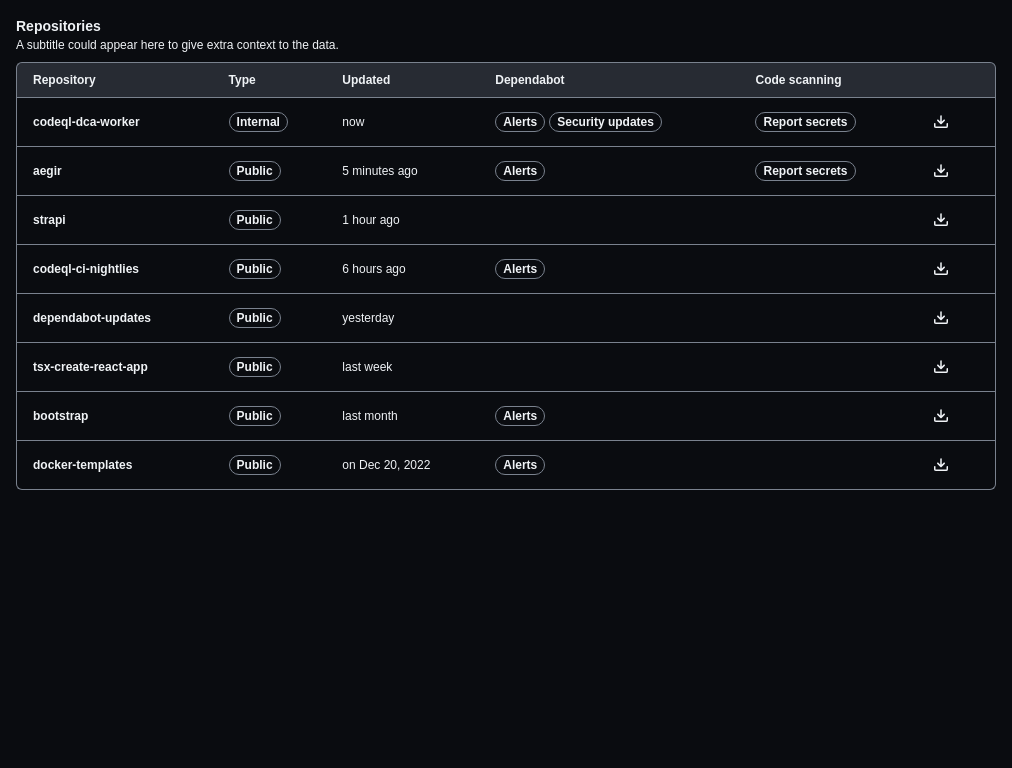 Repositories
A subtitle could appear here to give extra context to the data.
Repository Type Updated Dependabot Code scanning
codeql-dca-worker Internal now Alerts Security updates Report secrets
aegir Public 5 minutes ago Alerts Report secrets
strapi Public 1 hour ago
codeql-ci-nightlies Public 6 hours ago Alerts
dependabot-updates Public yesterday
tsx-create-react-app Public last week
bootstrap Public last month Alerts
docker-templates Public on Dec 20, 2022 Alerts